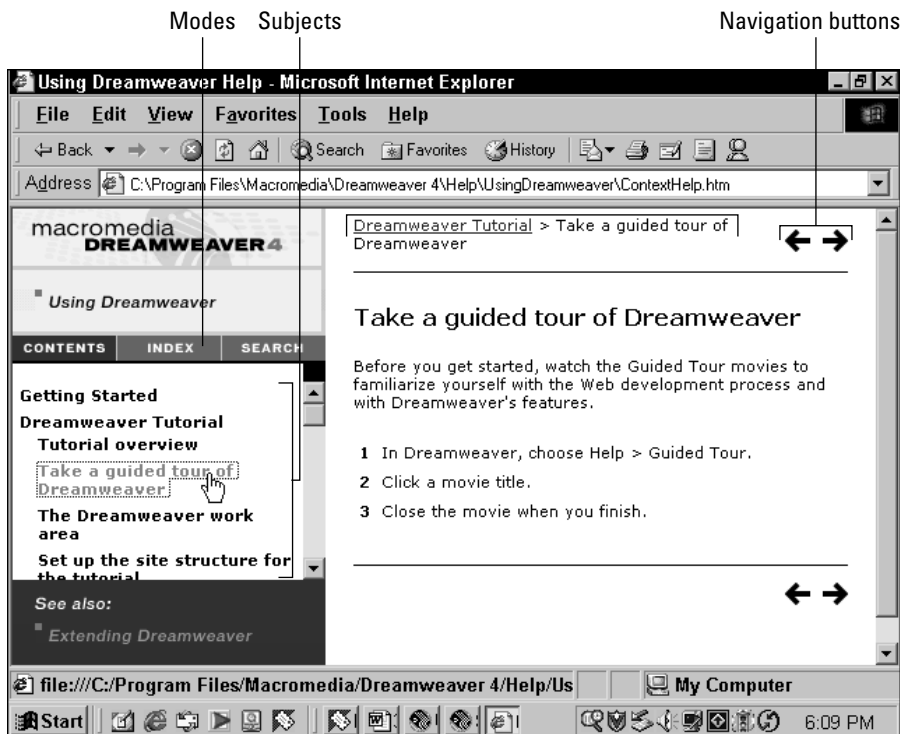 Modes Subjects Navigation buttons
Using Dreamweaver Help - Microsoft Internet Explorer
File Edit View Favorites Tools Help
Back Search Favorites History
Address C:\Program Files\Macromedia\Dreamweaver 4\Help\UsingDreamweaver\ContextHelp.htm
macromedia
DREAMWEAVER 4
Using Dreamweaver
CONTENTS INDEX SEARCH
Getting Started
Dreamweaver Tutorial
Tutorial overview
Take a guided tour of
Dreamweaver
The Dreamweaver work
area
Set up the site structure for
the tutorial
See also:
Extending Dreamweaver
Dreamweaver Tutorial > Take a guided tour of
Dreamweaver
Take a guided tour of Dreamweaver
Before you get started, watch the Guided Tour movies to
familiarize yourself with the Web development process and
with Dreamweaver's features.
1 In Dreamweaver, choose Help > Guided Tour.
2 Click a movie title.
3 Close the movie when you finish.
file:///C:/Program Files/Macromedia/Dreamweaver 4/Help/Us My Computer
Start 6:09 PM